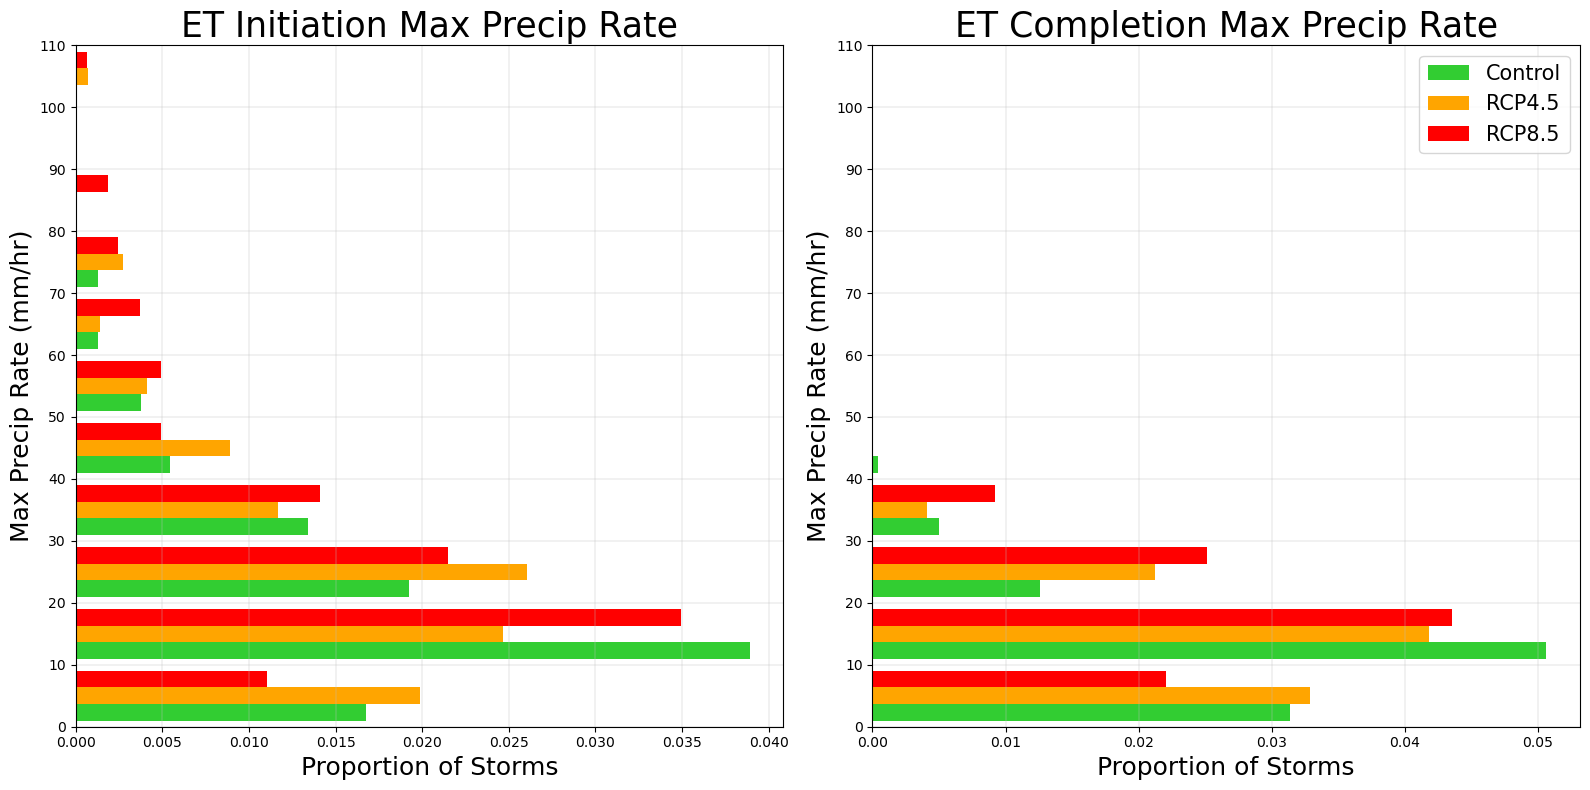 ET Initiation Max Precip Rate
Max Precip Rate (mm/hr)
110
100
90
80
70
60
50
40
30
20
10
0
0.000 0.005 0.010 0.015 0.020 0.025 0.030 0.035 0.040
Proportion of Storms
ET Completion Max Precip Rate
Control
RCP4.5
RCP8.5
Max Precip Rate (mm/hr)
110
100
90
80
70
60
50
40
30
20
10
0
0.00 0.01 0.02 0.03 0.04 0.05
Proportion of Storms